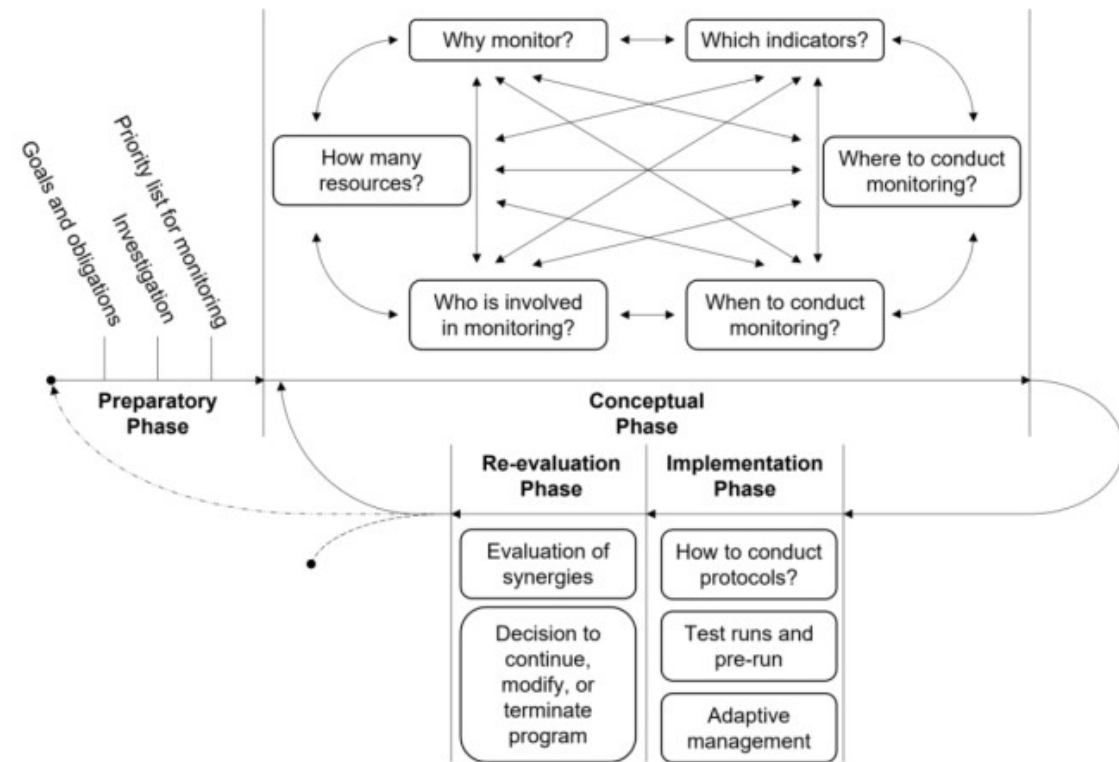 Why monitor?
Which indicators?
How many
resources?
Where to conduct
monitoring?
Who is involved
in monitoring?
When to conduct
monitoring?
Goals and obligations
Investigation
Priority list for monitoring
Preparatory
Phase
Conceptual
Phase
Re-evaluation
Phase
Implementation
Phase
Evaluation of
synergies
Decision to
continue,
modify, or
terminate
program
How to conduct
protocols?
Test runs and
pre-run
Adaptive
management